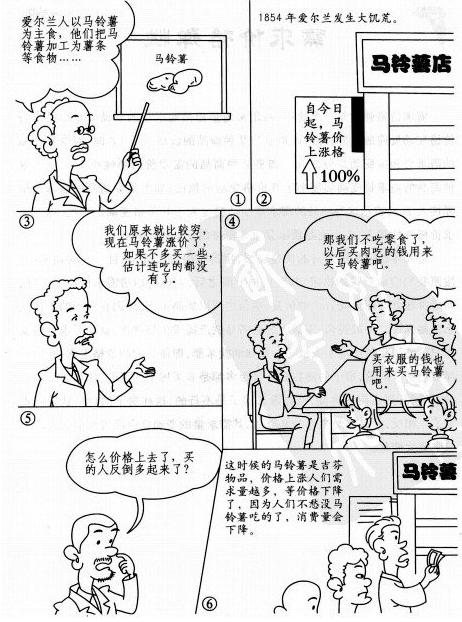 爱尔兰人以马铃薯
为主食，他们把马
铃薯加工为薯条
等食物……
马铃薯
①
1854年爱尔兰发生大饥荒。
马铃薯店
自今日
起，马
铃薯价
上涨格
100%
②
③
我们原来就比较穷，
现在马铃薯涨价了，
如果不多买一些，
估计连吃的都没
有了．
④
那我们不吃零食了，
以后买肉吃的钱用来
买马铃薯吧。
买衣服的钱也
用来买马铃薯
吧。
⑤
怎么价格上去了，买
的人反倒多起来了？
⑥
这时候的马铃薯是吉芬
物品，价格上涨人们需
求量越多，等价格下降
了，因为人们不愁没马
铃薯吃的了，消费量会
下降。
马铃薯